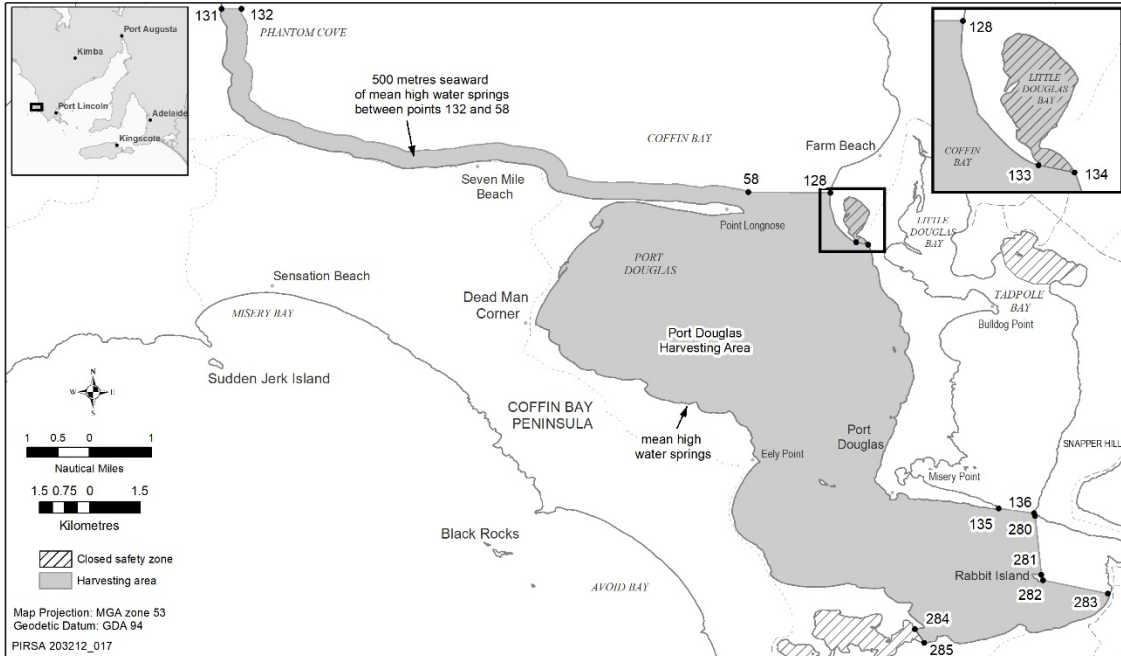 131
132
PHANTOM COVE
Port Augusta
Kimba
Port Lincoln
Adelaide
Kingscote
500 metres seaward
of mean high water springs
between points 132 and 58
COFFIN BAY
Farm Beach
Seven Mile
Beach
58
128
Point Longnose
128
LITTLE
DOUGLAS
BAY
COFFIN
BAY
133
134
LITTLE
DOUGLAS
BAY
PORT
DOUGLAS
Sensation Beach
MISERY BAY
Dead Man
Corner
TADPOLE
BAY
Bulldog Point
Port Douglas
Harvesting Area
Sudden Jerk Island
N
W
E
S
COFFIN BAY
PENINSULA
mean high
water springs
Port
Douglas
Eely Point
Misery Point
SNAPPER HILL
1 0.5 0 1
Nautical Miles
1.5 0.75 0 1.5
Kilometres
136
135
280
Black Rocks
281
Rabbit Island
282
283
Closed safety zone
Harvesting area
AVOID BAY
284
285
Map Projection: MGA zone 53
Geodetic Datum: GDA 94
PIRSA 203212_017